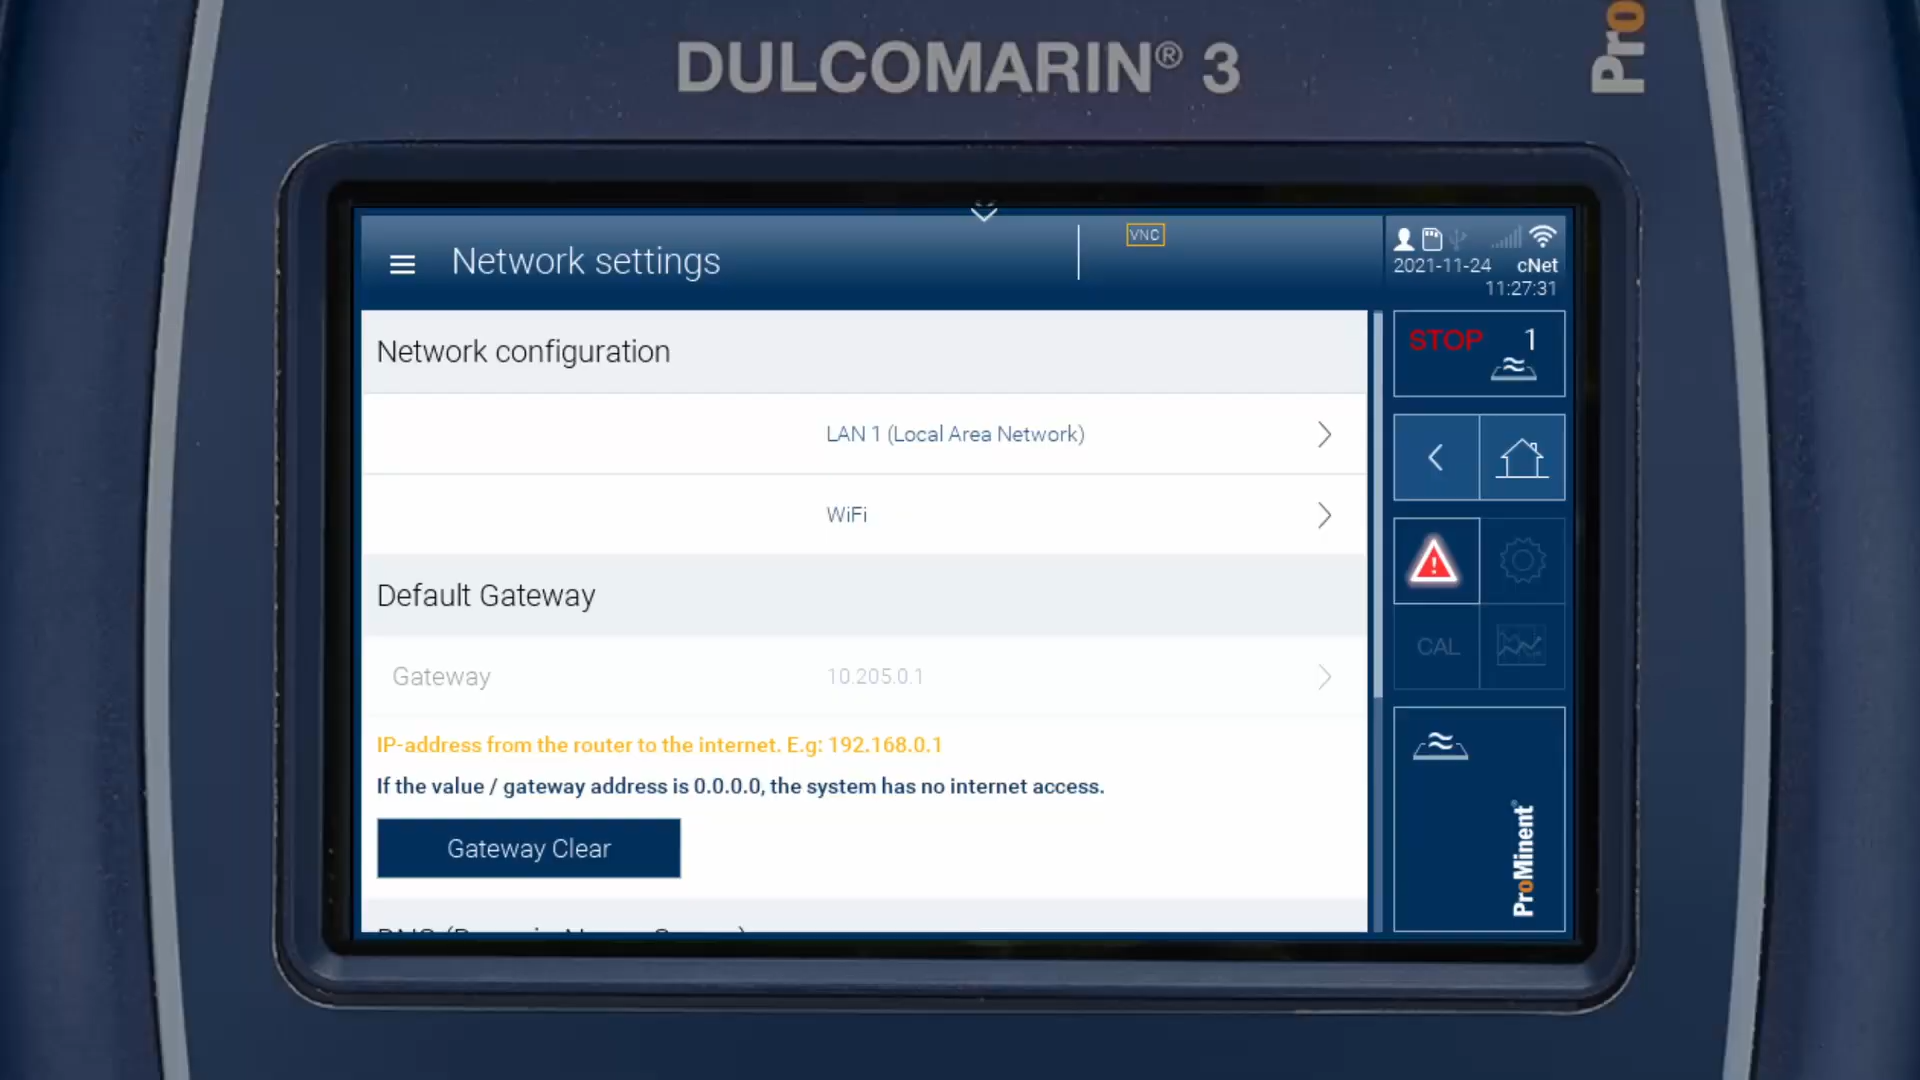 DULCOMARIN® 3
Pro
Network settings
VNC
2021-11-24 cNet
11:27:31
Network configuration
LAN 1 (Local Area Network)
WiFi
Default Gateway
Gateway 10.205.0.1
IP-address from the router to the internet. E.g: 192.168.0.1
If the value / gateway address is 0.0.0.0, the system has no internet access.
Gateway Clear
STOP 1
CAL
ProMinent®